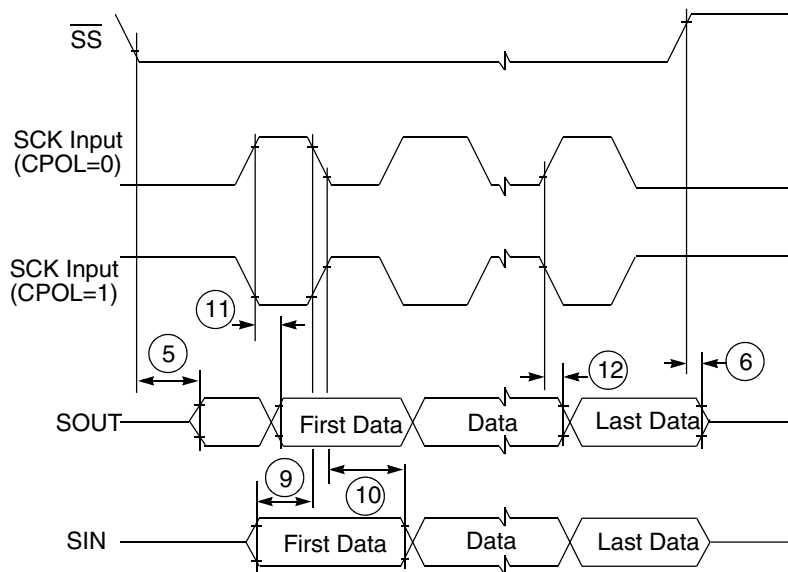 SS
SCK Input
(CPOL=0)
SCK Input
(CPOL=1)
11
5
12
6
SOUT
First Data
Data
Last Data
9
10
SIN
First Data
Data
Last Data